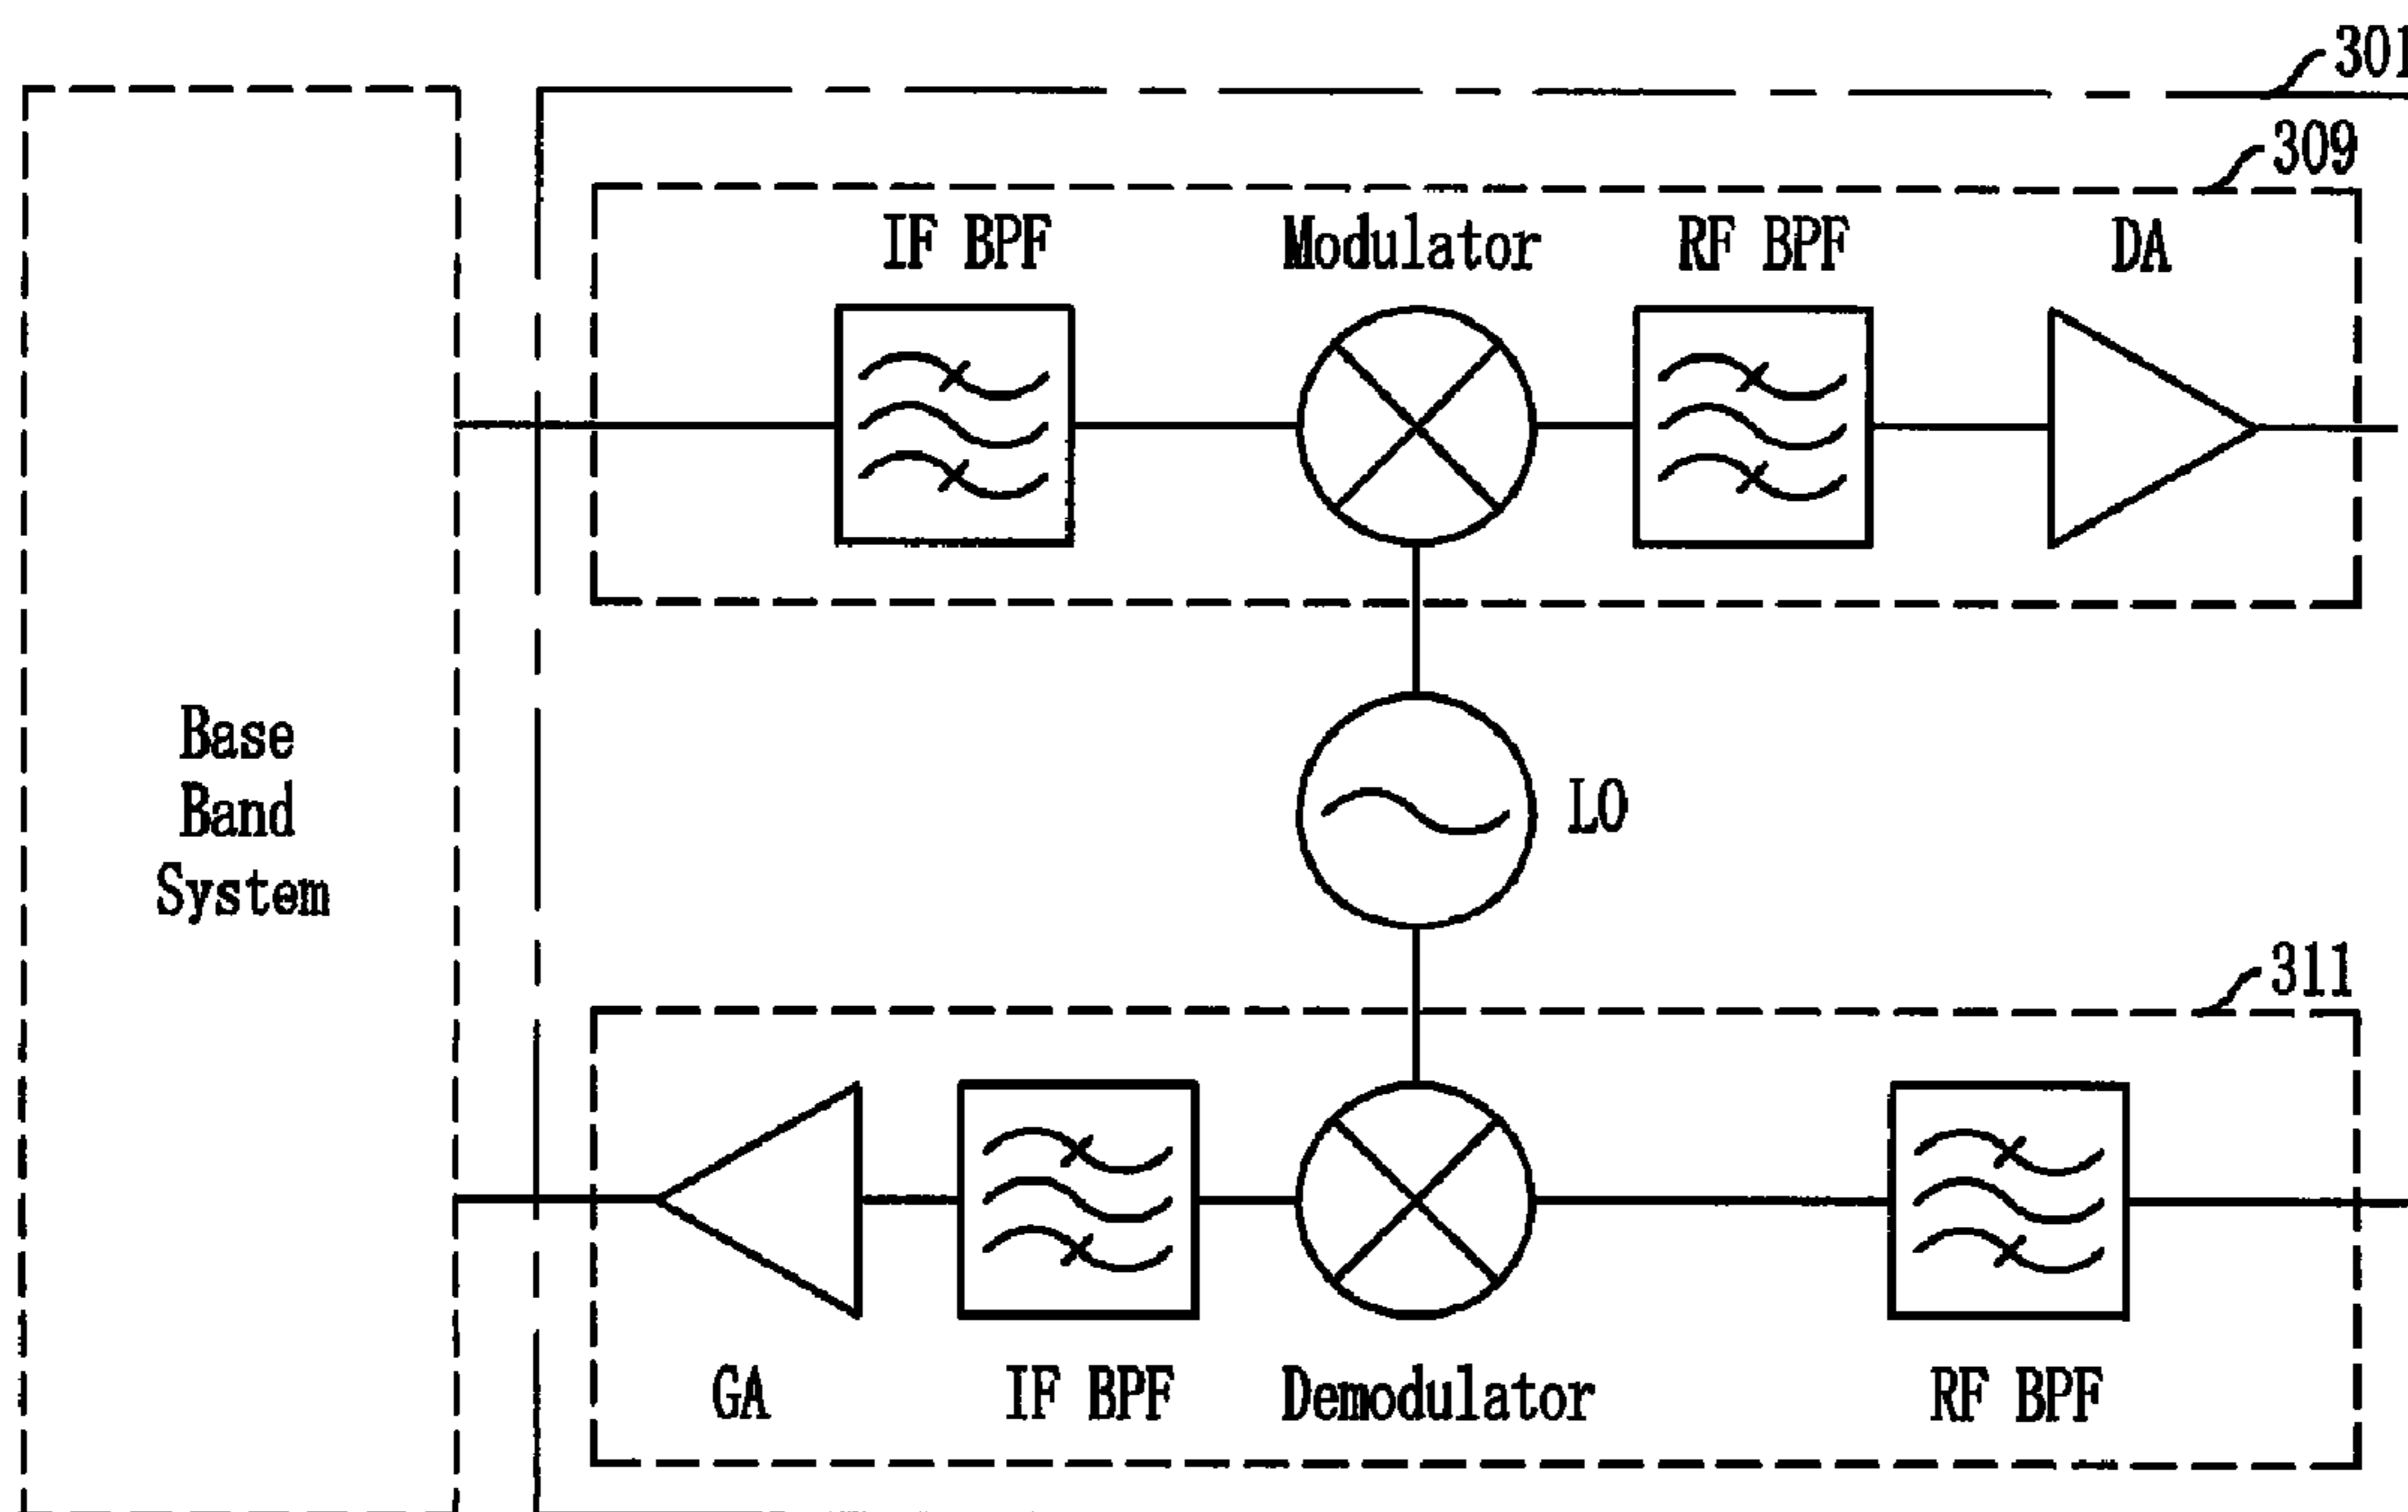 301
309
IF BPF Modulator RF BPF DA
LO
Base
Band
System
311
GA IF BPF Demodulator RF BPF